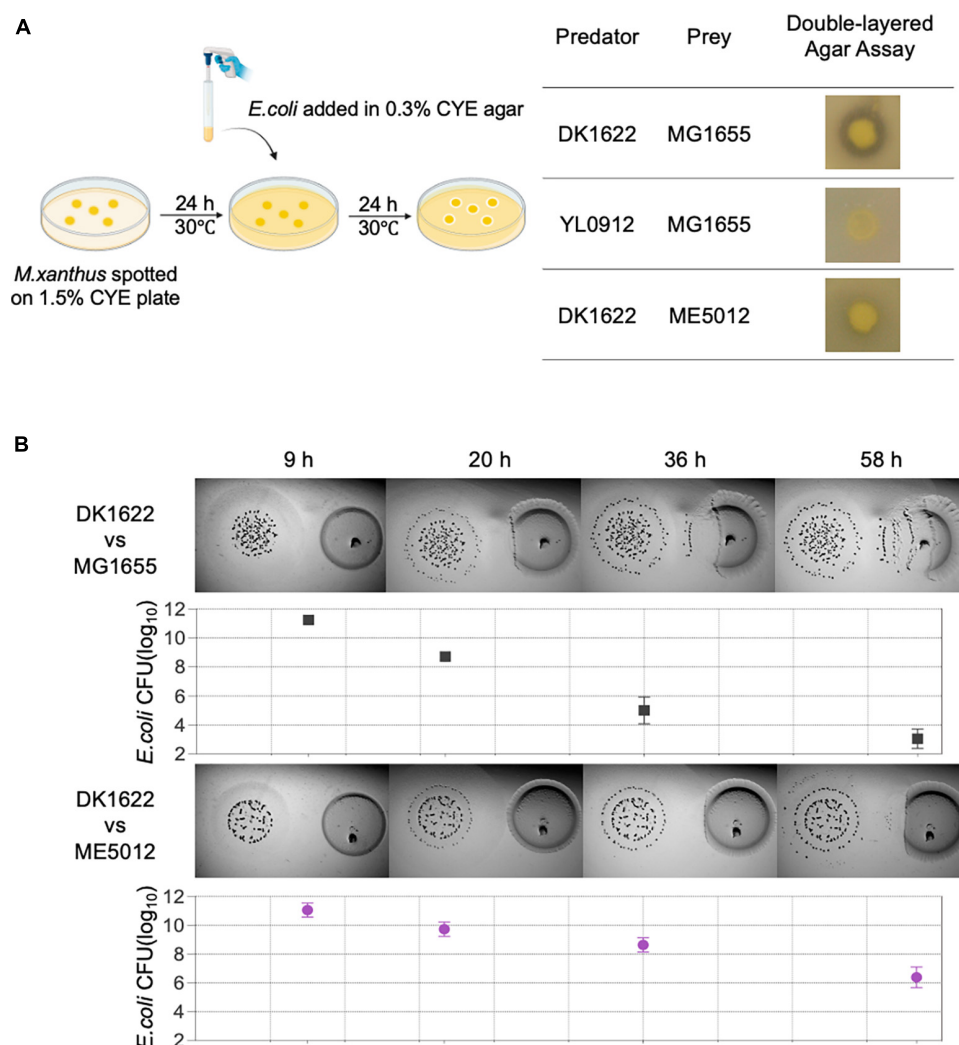 A
E.coli added in 0.3% CYE agar
24 h
30℃
24 h
30℃
M.xanthus spotted
on 1.5% CYE plate
Predator Prey Double-layered
Agar Assay
DK1622 MG1655
YL0912 MG1655
DK1622 ME5012
B
9 h 20 h 36 h 58 h
DK1622
vs
MG1655
E.coli CFU(log10)
12
10
8
6
4
2
DK1622
vs
ME5012
E.coli CFU(log10)
12
10
8
6
4
2